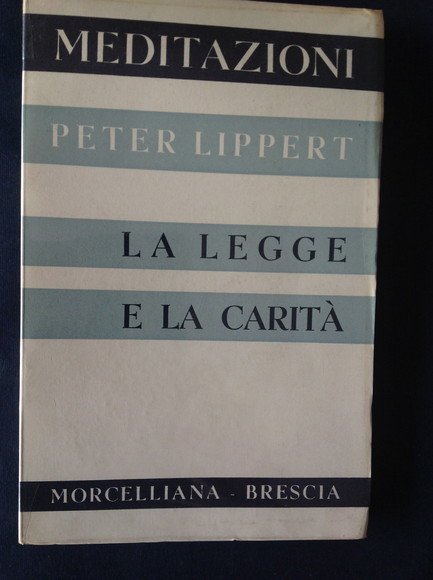 MEDITAZIONI
PETER LIPPERT
LA LEGGE
E LA CARITÀ
MORCELLIANA - BRESCIA